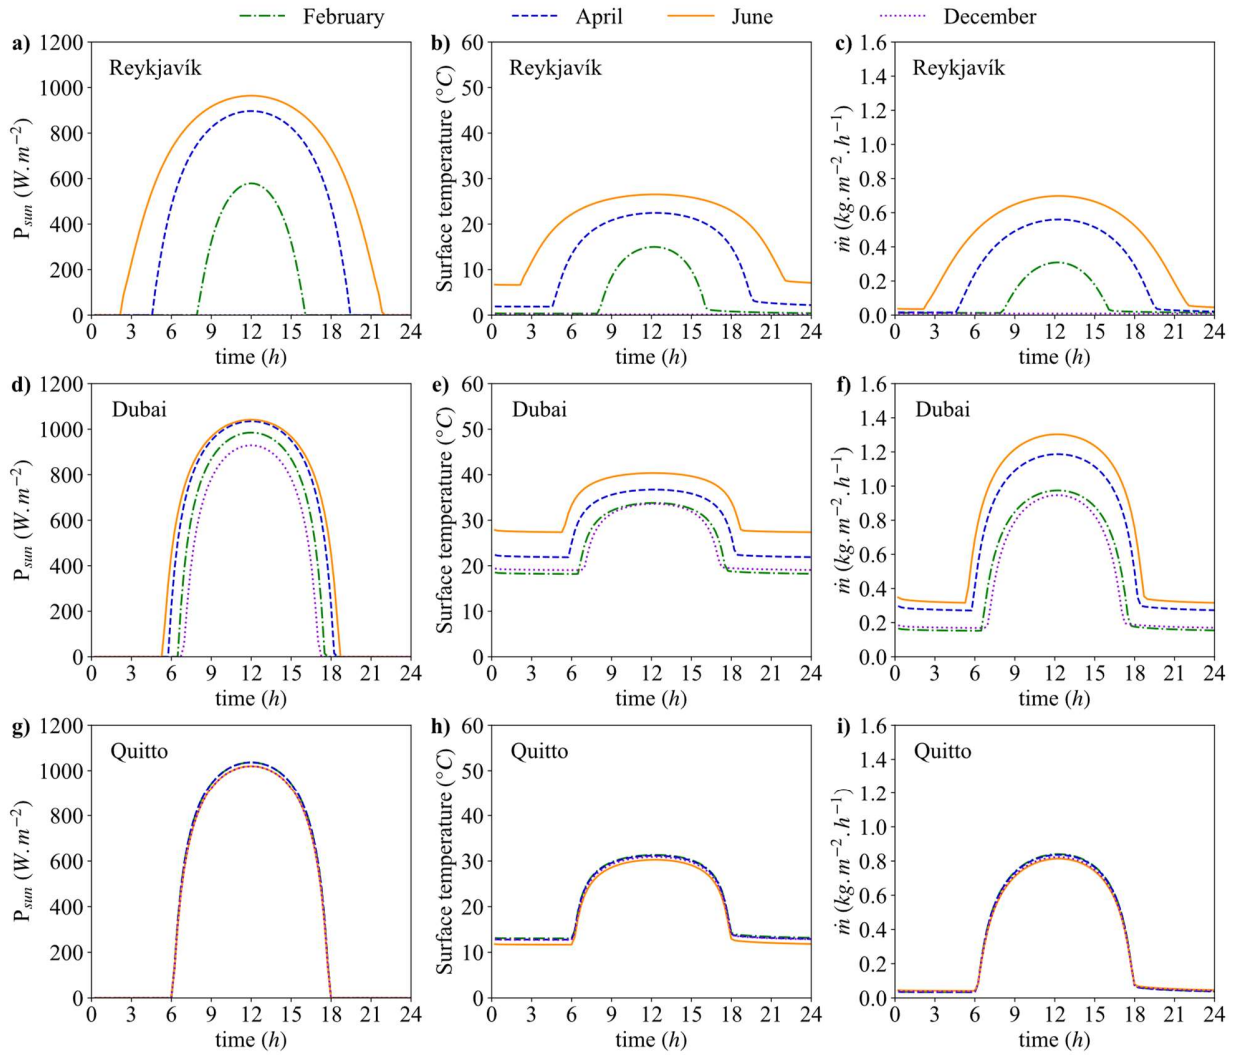 February April June December
a) b) c)
1200 1000 800 600 400 200 0
P_sun (W.m⁻²)
Reykjavík
0 3 6 9 12 15 18 21 24
time (h)
60 50 40 30 20 10 0
Surface temperature (°C)
Reykjavík
0 3 6 9 12 15 18 21 24
time (h)
1.6 1.4 1.2 1.0 0.8 0.6 0.4 0.2 0.0
ṁ (kg.m⁻².h⁻¹)
Reykjavík
0 3 6 9 12 15 18 21 24
time (h)
d) e) f)
1200 1000 800 600 400 200 0
P_sun (W.m⁻²)
Dubai
0 3 6 9 12 15 18 21 24
time (h)
60 50 40 30 20 10 0
Surface temperature (°C)
Dubai
0 3 6 9 12 15 18 21 24
time (h)
1.6 1.4 1.2 1.0 0.8 0.6 0.4 0.2 0.0
ṁ (kg.m⁻².h⁻¹)
Dubai
0 3 6 9 12 15 18 21 24
time (h)
g) h) i)
1200 1000 800 600 400 200 0
P_sun (W.m⁻²)
Quitto
0 3 6 9 12 15 18 21 24
time (h)
60 50 40 30 20 10 0
Surface temperature (°C)
Quitto
0 3 6 9 12 15 18 21 24
time (h)
1.6 1.4 1.2 1.0 0.8 0.6 0.4 0.2 0.0
ṁ (kg.m⁻².h⁻¹)
Quitto
0 3 6 9 12 15 18 21 24
time (h)